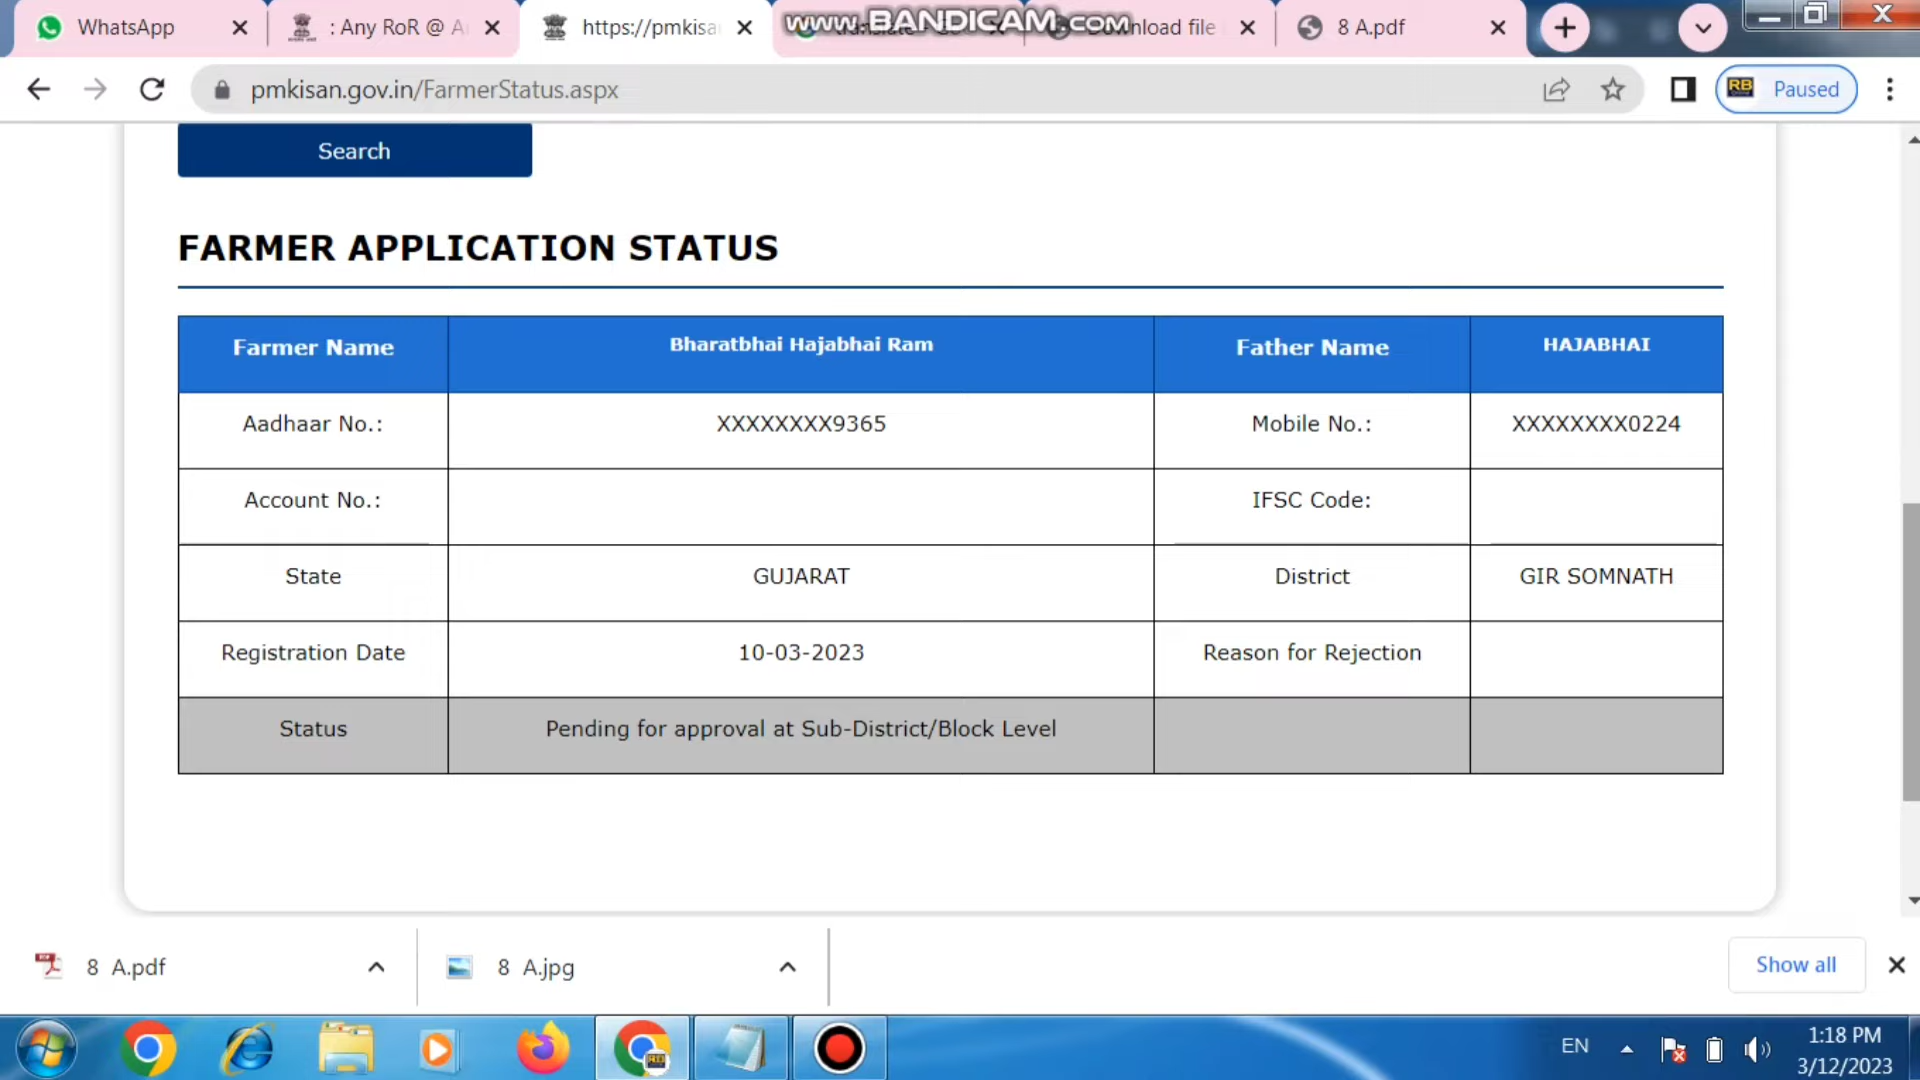 WhatsApp
: Any RoR @ A
https://pmkisa
www.BANDICAM.com
wnload file
8 A.pdf
pmkisan.gov.in/FarmerStatus.aspx
RB
Paused
Search
FARMER APPLICATION STATUS
Farmer Name Bharatbhai Hajabhai Ram Father Name HAJABHAI
Aadhaar No.: XXXXXXXX9365 Mobile No.: XXXXXXXX0224
Account No.: IFSC Code:
State GUJARAT District GIR SOMNATH
Registration Date 10-03-2023 Reason for Rejection
Status Pending for approval at Sub-District/Block Level
8 A.pdf
8 A.jpg
Show all
EN
1:18 PM
3/12/2023